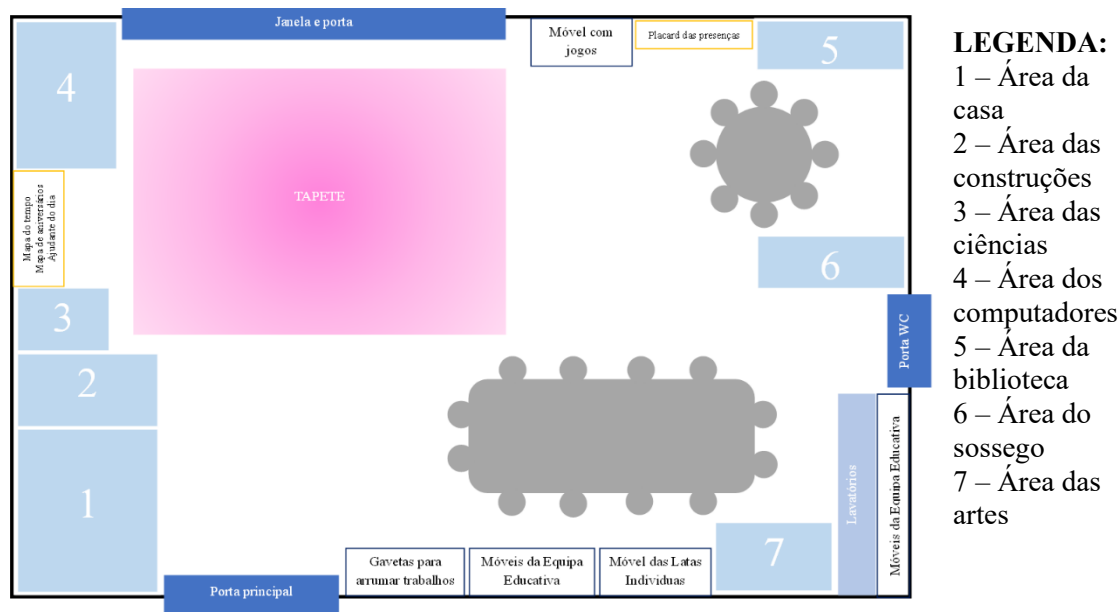 Janela e porta
Móvel com
jogos
Placard das presenças
5
4
TAPETE
Mapa do tempo
Mapa de aniversários
Ajudante do dia
6
3
Porta WC
2
1
Lavatórios
Móveis da Equipa Educativa
7
Gavetas para
arrumar trabalhos
Móveis da Equipa
Educativa
Móvel das Latas
Individuas
Porta principal
LEGENDA:
1 – Área da
casa
2 – Área das
construções
3 – Área das
ciências
4 – Área dos
computadores
5 – Área da
biblioteca
6 – Área do
sossego
7 – Área das
artes